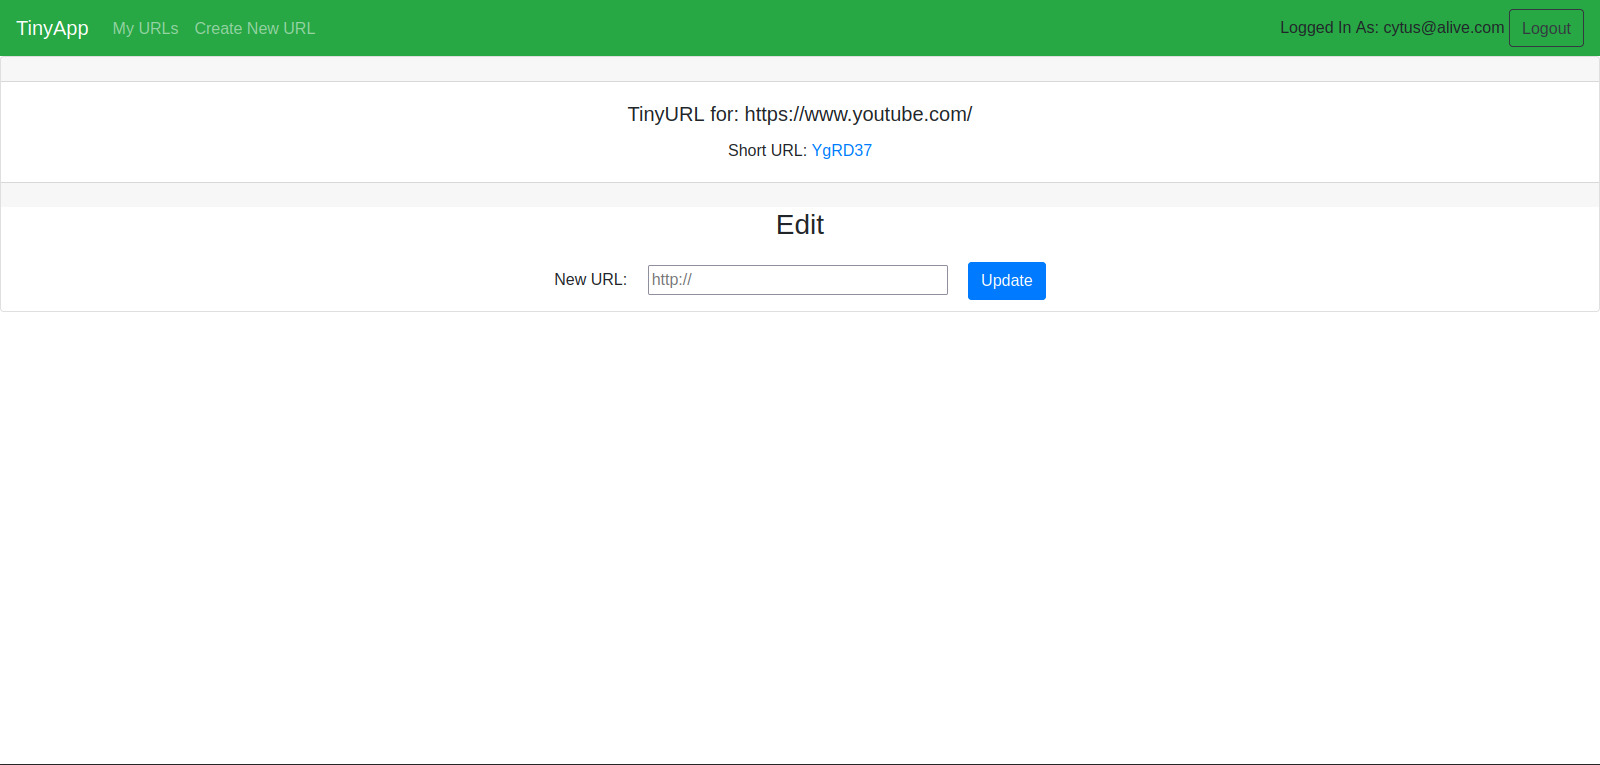 TinyApp My URLs Create New URL Logged In As: cytus@alive.com Logout
TinyURL for: https://www.youtube.com/
Short URL: YgRD37
Edit
New URL: http:// Update